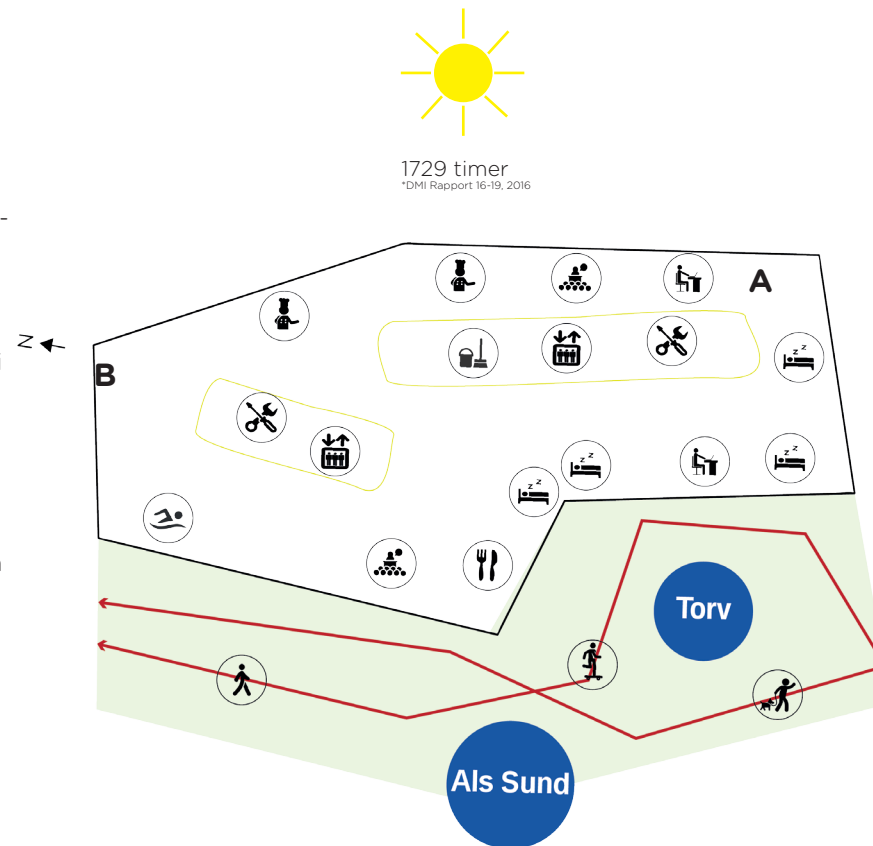 1729 timer
*DMI Rapport 16-19, 2016
A
N
B
z z
z z
z z
z z
Torv
Als Sund